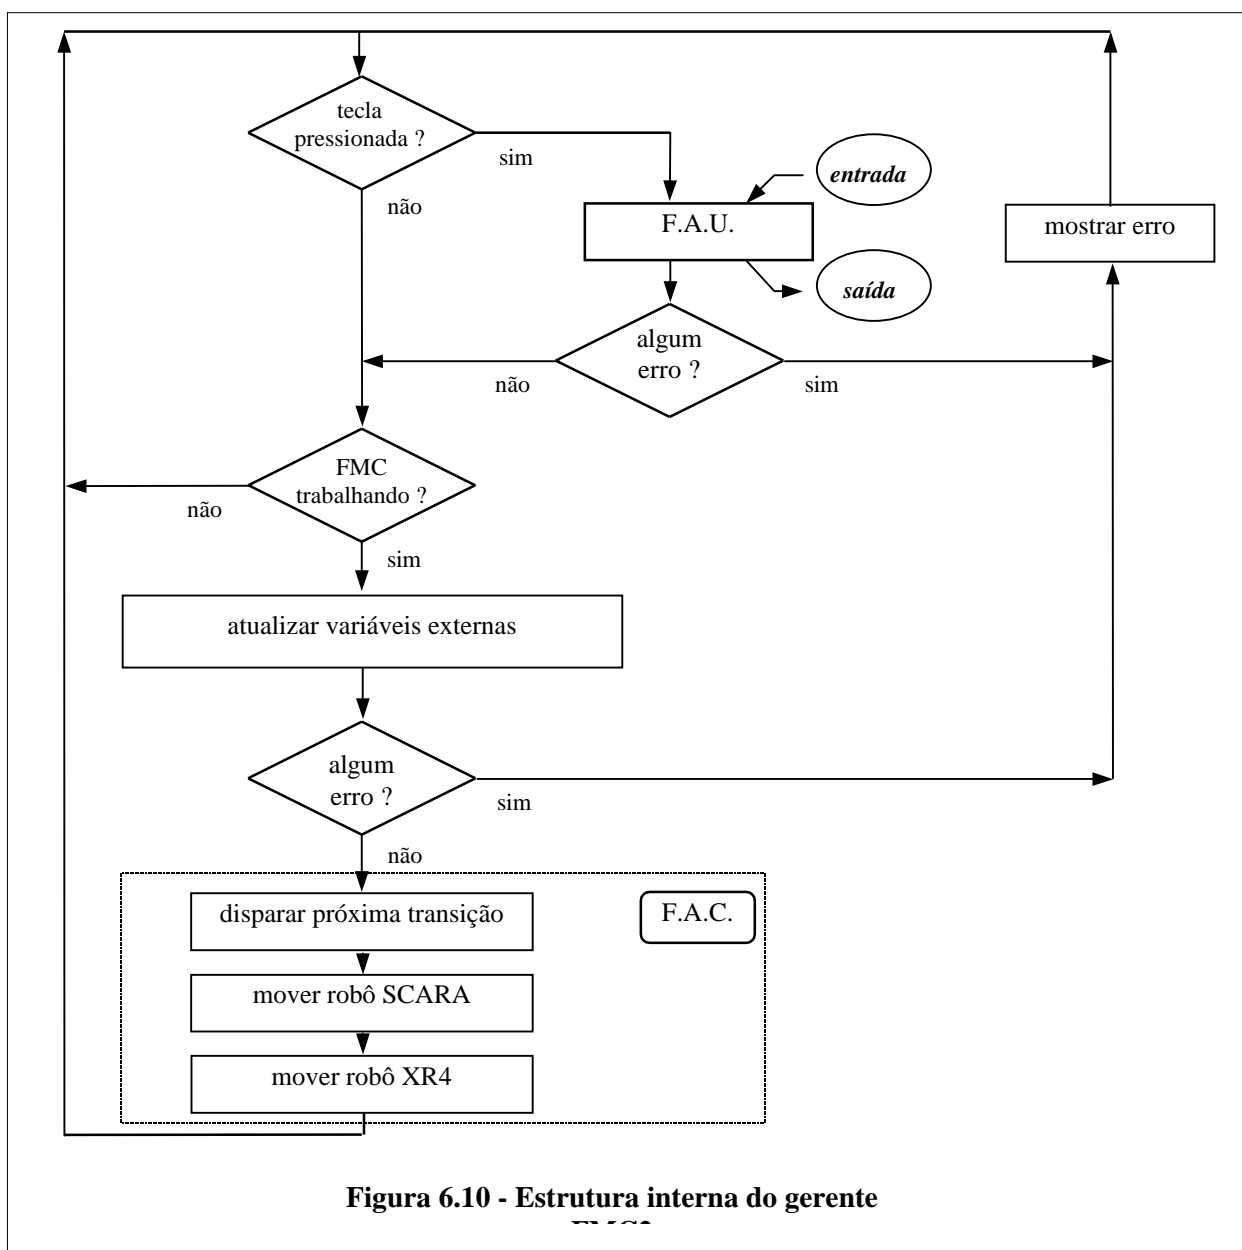 tecla
pressionada ?
sim
não
entrada
F.A.U.
mostrar erro
saída
algum
erro ?
não
sim
FMC
trabalhando ?
não
sim
atualizar variáveis externas
algum
erro ?
sim
não
disparar próxima transição
F.A.C.
mover robô SCARA
mover robô XR4
Figura 6.10 - Estrutura interna do gerente